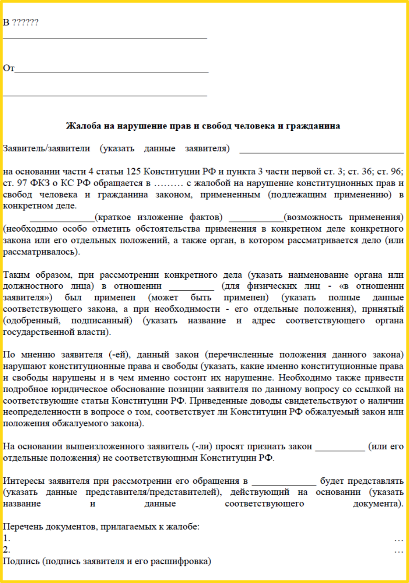 В ??????
___________________________________________
От_________________________________________
___________________________________________
Жалоба на нарушение прав и свобод человека и гражданина
Заявитель/заявители (указать данные заявителя) ___________________________________
на основании части 4 статьи 125 Конституции РФ и пункта 3 части первой ст. 3; ст. 36; ст. 96;
ст. 97 ФКЗ о КС РФ обращается в ……… с жалобой на нарушение конституционных прав и
свобод человека и гражданина законом, примененным (подлежащим применению) в
конкретном деле.
_____________(краткое изложение фактов) ___________(возможность применения)
(необходимо особо отметить обстоятельства применения в конкретном деле конкретного
закона или его отдельных положений, а также орган, в котором рассматривается дело (или
рассматривалось).
Таким образом, при рассмотрении конкретного дела (указать наименование органа или
должностного лица) в отношении _________ (для физических лиц - «в отношении
заявителя») был применен (может быть применен) (указать полные данные
соответствующего закона, а при необходимости - его отдельные положения), принятый
(одобренный, подписанный) (указать название и адрес соответствующего органа
государственной власти).
По мнению заявителя (-ей), данный закон (перечисленные положения данного закона)
нарушают конституционные права и свободы (указать, какие именно конституционные права
и свободы нарушены и в чем именно состоит их нарушение. Необходимо также привести
подробное юридическое обоснование позиции заявителя по данному вопросу со ссылкой на
соответствующие статьи Конституции РФ. Приведенные доводы свидетельствуют о наличии
неопределенности в вопросе о том, соответствует ли Конституции РФ обжалуемый закон или
положения обжалуемого закона).
На основании вышеизложенного заявитель (-ли) просят признать закон __________ (или его
отдельные положения) не соответствующими Конституции РФ.
Интересы заявителя при рассмотрении его обращения в _____________ будет представлять
(указать данные представителя/представителей), действующий на основании (указать
название и данные соответствующего документа).
Перечень документов, прилагаемых к жалобе:
1. …
2. …
Подпись (подпись заявителя и его расшифровка)